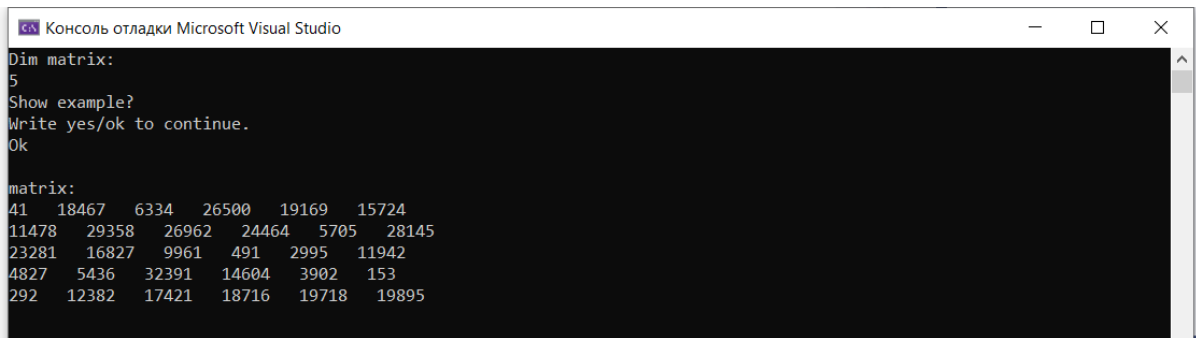 Консоль отладки Microsoft Visual Studio
Dim matrix:
5
Show example?
Write yes/ok to continue.
Ok
matrix:
41 18467 6334 26500 19169 15724
11478 29358 26962 24464 5705 28145
23281 16827 9961 491 2995 11942
4827 5436 32391 14604 3902 153
292 12382 17421 18716 19718 19895